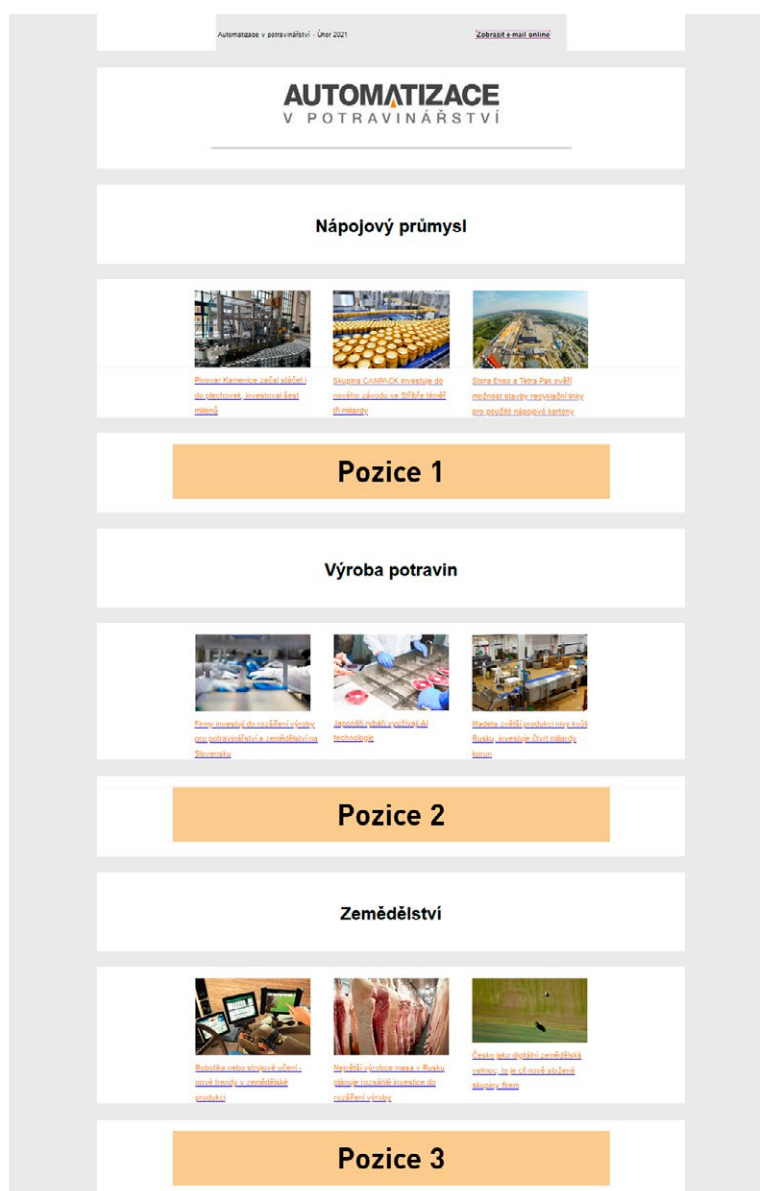 Automatizace v potravinářství - Únor 2021
Zobrazit e-mail online
AUTOMATIZACE
V POTRAVINÁŘSTVÍ
Nápojový průmysl
Pivovar Kamenice začal stáčet i
do plechovek, investoval šest
milionů
Skupina CANPACK investuje do
nového závodu ve Stříbře téměř
tři miliardy
Stora Enso a Tetra Pak ověří
možnost stavby recyklační linky
pro použité nápojové kartony
Pozice 1
Výroba potravin
Firmy investují do rozšíření výroby
pro potravinářství a zemědělství na
Slovensku
Japonští rybáři využívají AI
technologie
Madeta zvětší produkci nivy kvůli
Rusku, investuje čtvrt miliardy
korun
Pozice 2
Zemědělství
Robotika nebo strojové učení -
nové trendy v zemědělské
produkci
Největší výrobce masa v Rusku
plánuje rozsáhlé investice do
rozšíření výroby
Česko jako digitální zemědělská
velmoc, to je cíl nově složené
skupiny firem
Pozice 3